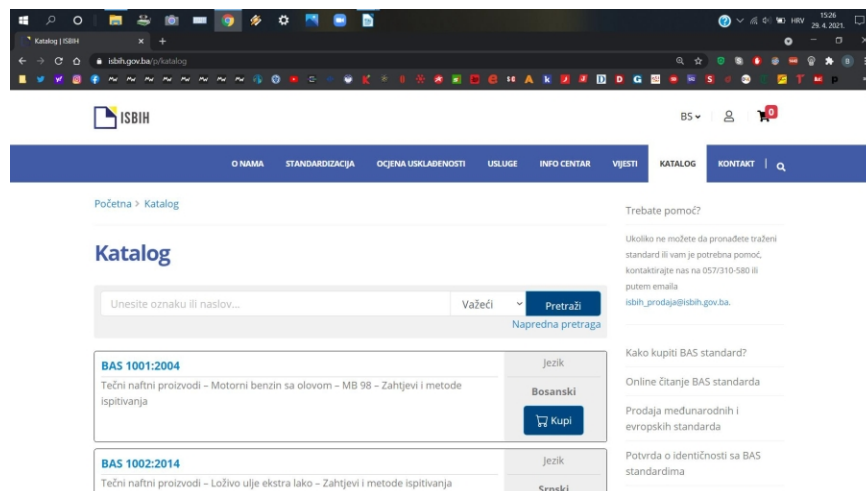 HRV
15:26
29. 4. 2021.
Katalog | ISBIH
isbih.gov.ba/p/katalog
ISBIH
BS
0
O NAMA STANDARDIZACIJA OCJENA USKLAĐENOSTI USLUGE INFO CENTAR VIJESTI KATALOG KONTAKT
Početna > Katalog
Katalog
Unesite oznaku ili naslov...
Važeći
Pretraži
Napredna pretraga
BAS 1001:2004
Tečni naftni proizvodi – Motorni benzin sa olovom – MB 98 – Zahtjevi i metode
ispitivanja
Jezik
Bosanski
Kupi
BAS 1002:2014
Tečni naftni proizvodi – Loživo ulje ekstra lako – Zahtjevi i metode ispitivanja
Jezik
Srpski
Trebate pomoć?
Ukoliko ne možete da pronađete traženi
standard ili vam je potrebna pomoć,
kontaktirajte nas na 057/310-580 ili
putem emaila
isbih_prodaja@isbih.gov.ba.
Kako kupiti BAS standard?
Online čitanje BAS standarda
Prodaja međunarodnih i
evropskih standarda
Potvrda o identičnosti sa BAS
standardima